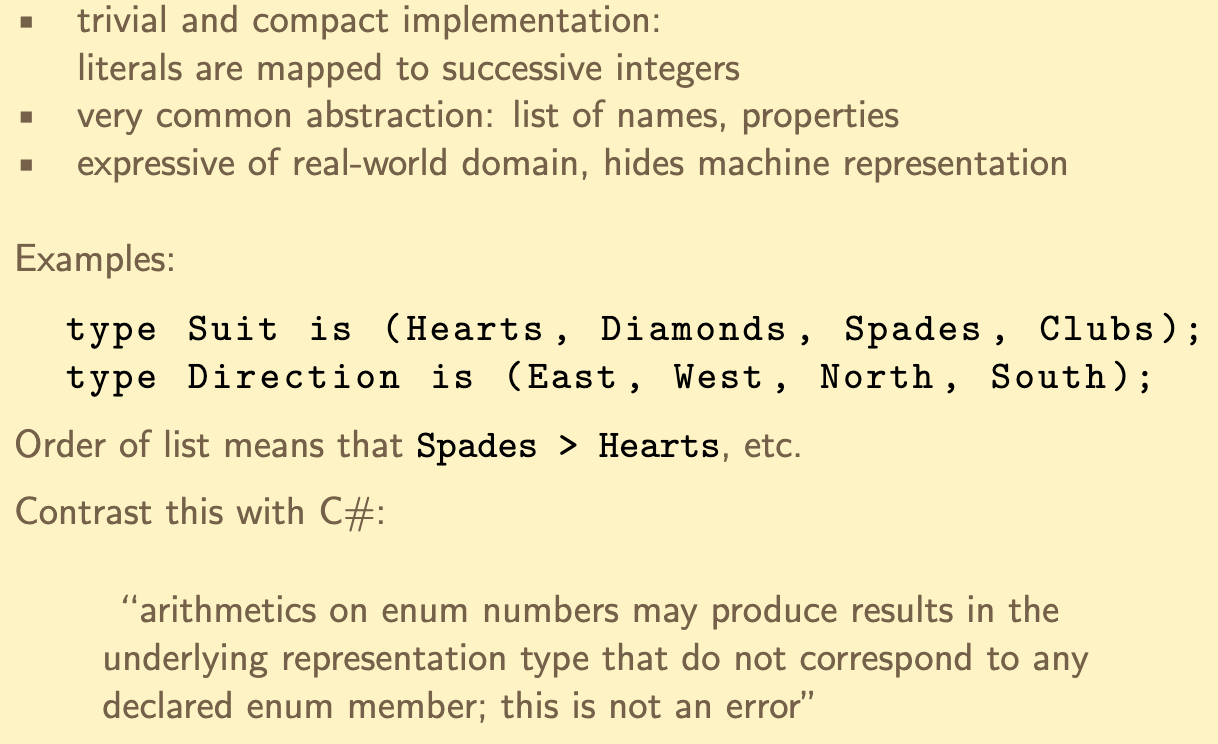 ▪ trivial and compact implementation:
literals are mapped to successive integers
▪ very common abstraction: list of names, properties
▪ expressive of real-world domain, hides machine representation
Examples:
type Suit is (Hearts, Diamonds, Spades, Clubs);
type Direction is (East, West, North, South);
Order of list means that Spades > Hearts, etc.
Contrast this with C#:
“arithmetics on enum numbers may produce results in the
underlying representation type that do not correspond to any
declared enum member; this is not an error”